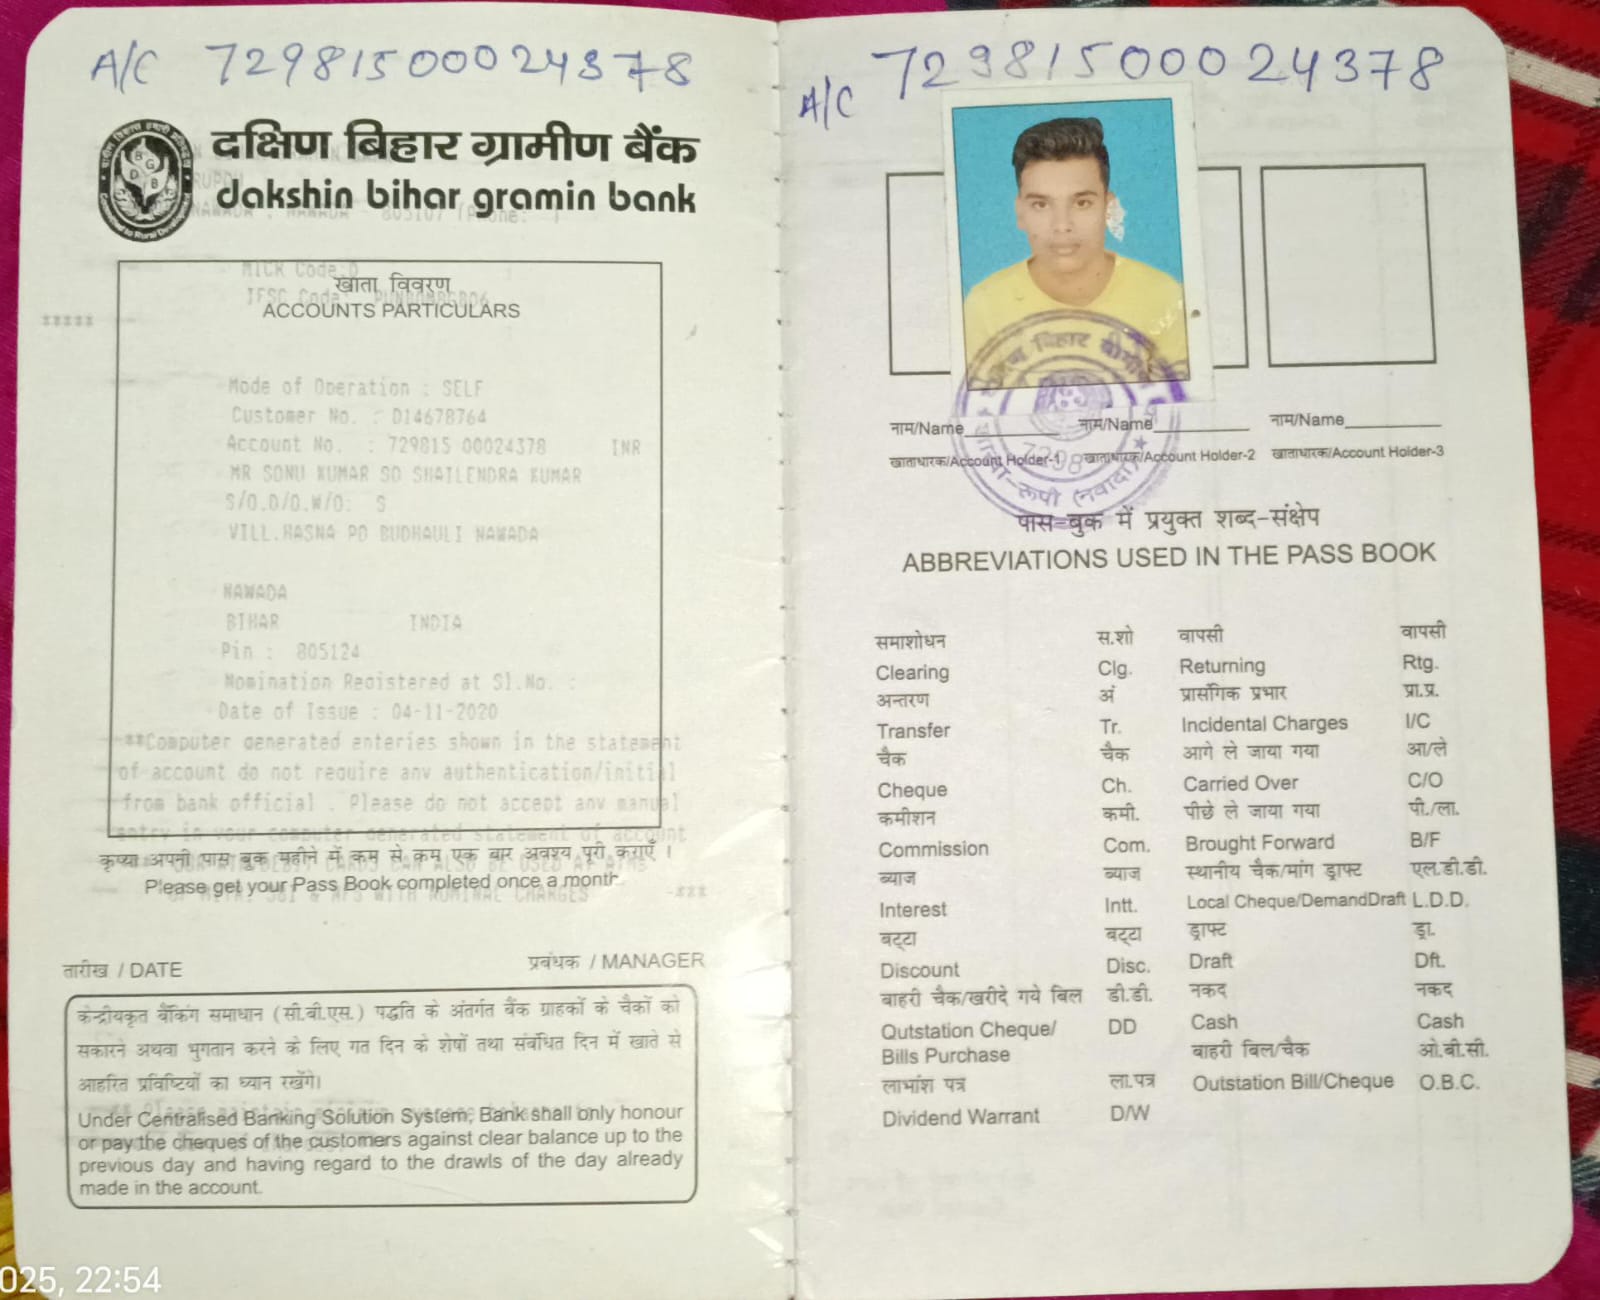 A/C 72981500024378
दक्षिण बिहार ग्रामीण बैंक
dakshin bihar gramin bank
MICR Code:0
IFSC Code:
खाता विवरण
ACCOUNTS PARTICULARS
Mode of Operation : SELF
Customer No. : D14678764
Account No. : 729815 00024378 INR
MR SONU KUMAR SO SHAILENDRA KUMAR
S/O.D/O.W/O: S
VILL.HASNA PO BUDHAULI NAWADA
NAWADA
BIHAR INDIA
Pin : 805124
Nomination Registered at Sl.No. :
Date of Issue : 04-11-2020
**Computer generated enteries shown in the statement
of account do not require any authentication/initial
from bank official . Please do not accept any manual
entry in your computer generated statement of account
कृप्या अपनी पास बुक महीने में कम से कम एक बार अवश्य पूरी कराएँ ।
Please get your Pass Book completed once a month.
तारीख / DATE
प्रबंधक / MANAGER
केन्द्रीयकृत बैंकिंग समाधान (सी.बी.एस.) पद्धति के अंतर्गत बैंक ग्राहकों के चैकों को
सकारने अथवा भुगतान करने के लिए गत दिन के शेषों तथा संबंधित दिन में खाते से
आहरित प्रविष्टियों का ध्यान रखेंगे।
Under Centralised Banking Solution System, Bank shall only honour
or pay the cheques of the customers against clear balance up to the
previous day and having regard to the drawls of the day already
made in the account.
025, 22:54
A/C 72981500024378
नाम/Name नाम/Name नाम/Name
खाताधारक/Account Holder-1 खाताधारक/Account Holder-2 खाताधारक/Account Holder-3
पास-बुक में प्रयुक्त शब्द-संक्षेप
ABBREVIATIONS USED IN THE PASS BOOK
समाशोधन स.शो वापसी वापसी
Clearing Clg. Returning Rtg.
अन्तरण अं प्रासंगिक प्रभार प्रा.प्र.
Transfer Tr. Incidental Charges I/C
चैक चैक आगे ले जाया गया आ/ले
Cheque Ch. Carried Over C/O
कमीशन कमी. पीछे ले जाया गया पी./ला.
Commission Com. Brought Forward B/F
ब्याज ब्याज स्थानीय चैक/मांग ड्राफ्ट एल.डी.डी.
Interest Intt. Local Cheque/DemandDraft L.D.D.
बट्टा बट्टा ड्राफ्ट ड्रा.
Discount Disc. Draft Dft.
बाहरी चैक/खरीदे गये बिल डी.डी. नकद नकद
Outstation Cheque/ DD Cash Cash
Bills Purchase बाहरी बिल/चैक ओ.बी.सी.
लाभांश पत्र ला.पत्र Outstation Bill/Cheque O.B.C.
Dividend Warrant D/W